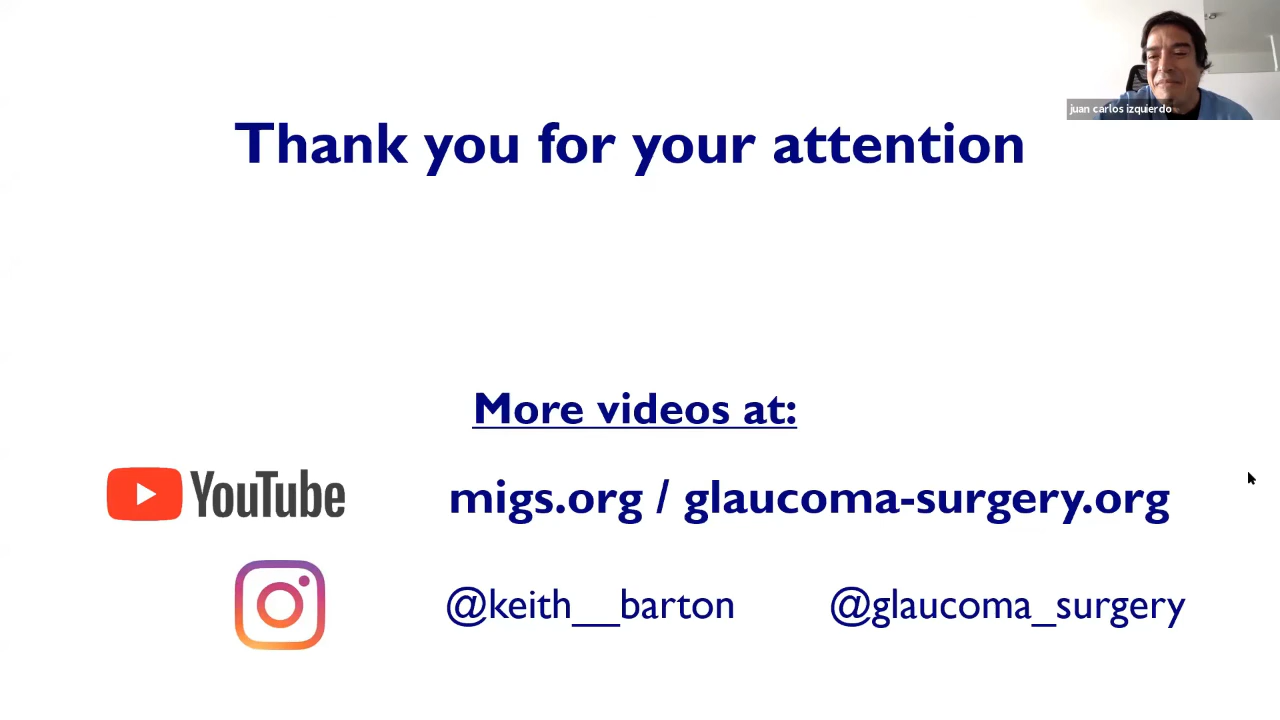 juan carlos izquierdo
Thank you for your attention
More videos at:
YouTube migs.org / glaucoma-surgery.org
@keith__barton @glaucoma_surgery